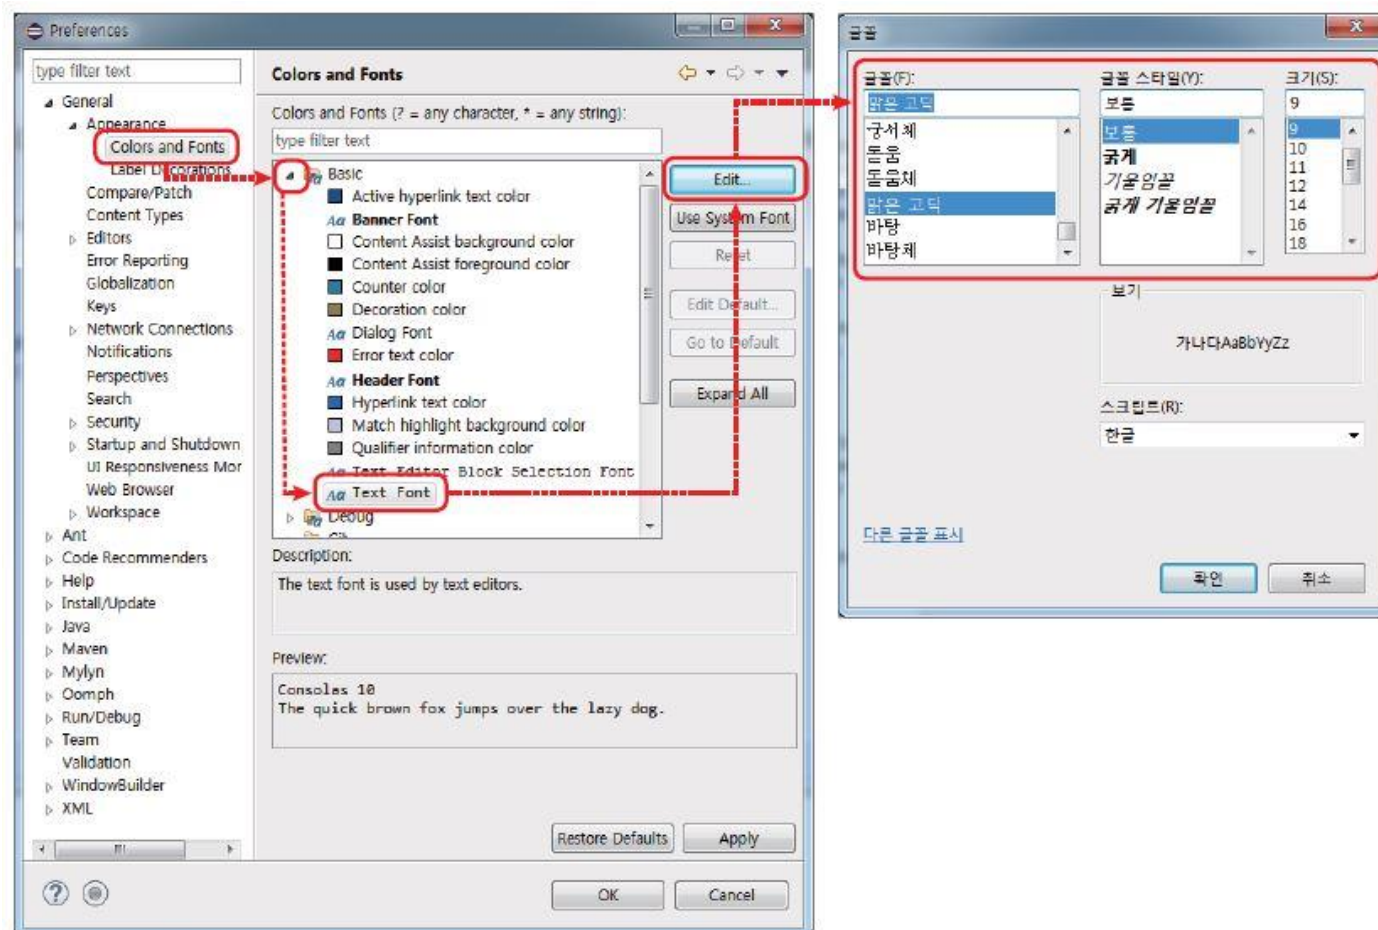 Preferences
type filter text
General
Appearance
Colors and Fonts
Label Decorations
Compare/Patch
Content Types
Editors
Error Reporting
Globalization
Keys
Network Connections
Notifications
Perspectives
Search
Security
Startup and Shutdown
UI Responsiveness Mor
Web Browser
Workspace
Ant
Code Recommenders
Help
Install/Update
Java
Maven
Mylyn
Oomph
Run/Debug
Team
Validation
WindowBuilder
XML
Colors and Fonts
Colors and Fonts (? = any character, * = any string):
type filter text
Basic
Active hyperlink text color
Aa Banner Font
Content Assist background color
Content Assist foreground color
Counter color
Decoration color
Aa Dialog Font
Error text color
Aa Header Font
Hyperlink text color
Match highlight background color
Qualifier information color
Aa Text Editor Block Selection Font
Aa Text Font
Debug
Edit...
Use System Font
Reset
Edit Default...
Go to Default
Expand All
Description:
The text font is used by text editors.
Preview:
Consolas 10
The quick brown fox jumps over the lazy dog.
Restore Defaults
Apply
OK
Cancel
글꼴
글꼴(F):
맑은 고딕
궁서체
돋움
돋움체
맑은 고딕
바탕
바탕체
글꼴 스타일(Y):
보통
보통
굵게
기울임꼴
굵게 기울임꼴
크기(S):
9
9
10
11
12
14
16
18
보기
가나다AaBbYyZz
스크립트(R):
한글
다른 글꼴 표시
확인
취소